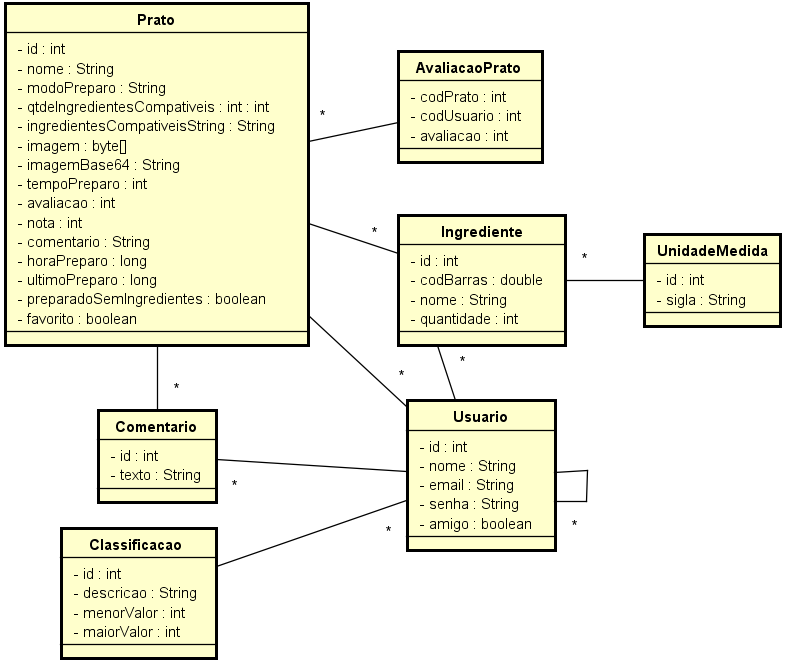 Prato
- id : int
- nome : String
- modoPreparo : String
- qtdeIngredientesCompativeis : int : int
- ingredientesCompativeisString : String
- imagem : byte[]
- imagemBase64 : String
- tempoPreparo : int
- avaliacao : int
- nota : int
- comentario : String
- horaPreparo : long
- ultimoPreparo : long
- preparadoSemIngredientes : boolean
- favorito : boolean
*
AvaliacaoPrato
- codPrato : int
- codUsuario : int
- avaliacao : int
*
Ingrediente
- id : int
- codBarras : double
- nome : String
- quantidade : int
*
UnidadeMedida
- id : int
- sigla : String
*
*
*
Comentario
- id : int
- texto : String
*
Usuario
- id : int
- nome : String
- email : String
- senha : String
- amigo : boolean
*
*
Classificacao
- id : int
- descricao : String
- menorValor : int
- maiorValor : int